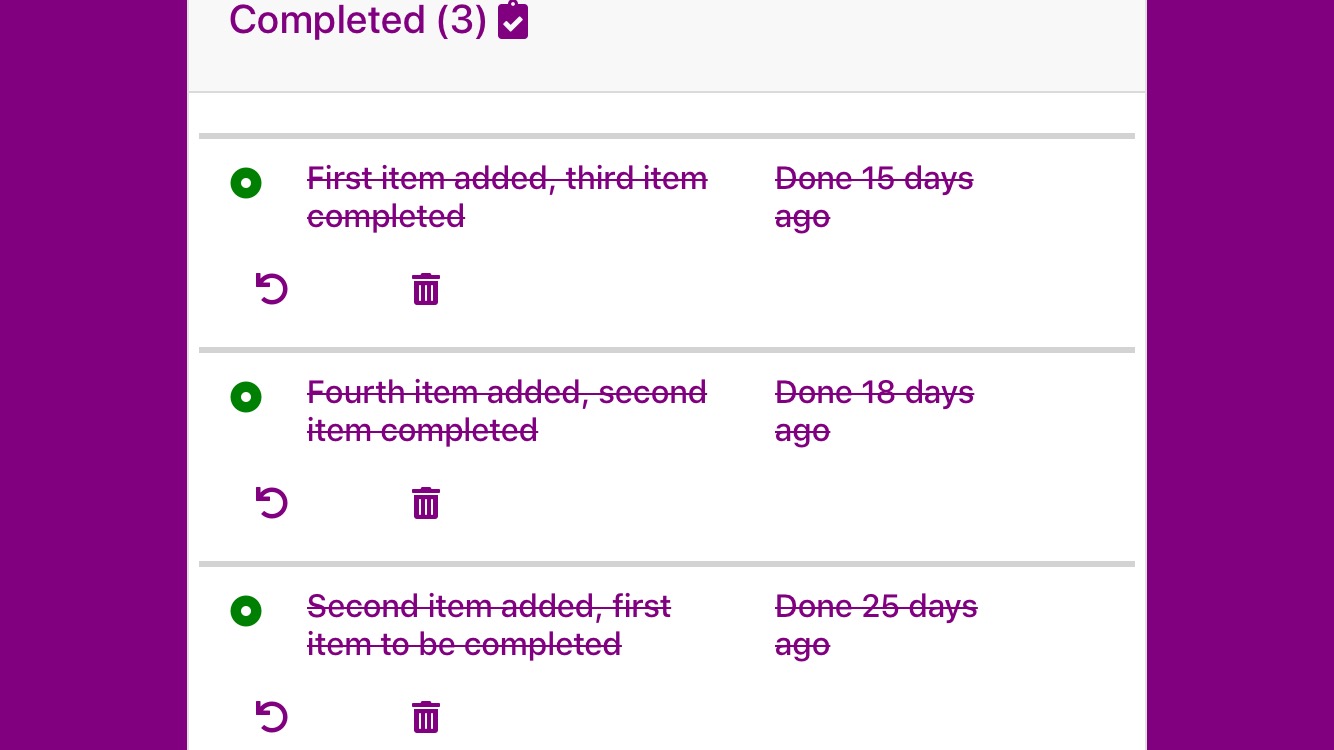 Completed (3)
First item added, third item
completed
Done 15 days
ago
Fourth item added, second
item completed
Done 18 days
ago
Second item added, first
item to be completed
Done 25 days
ago